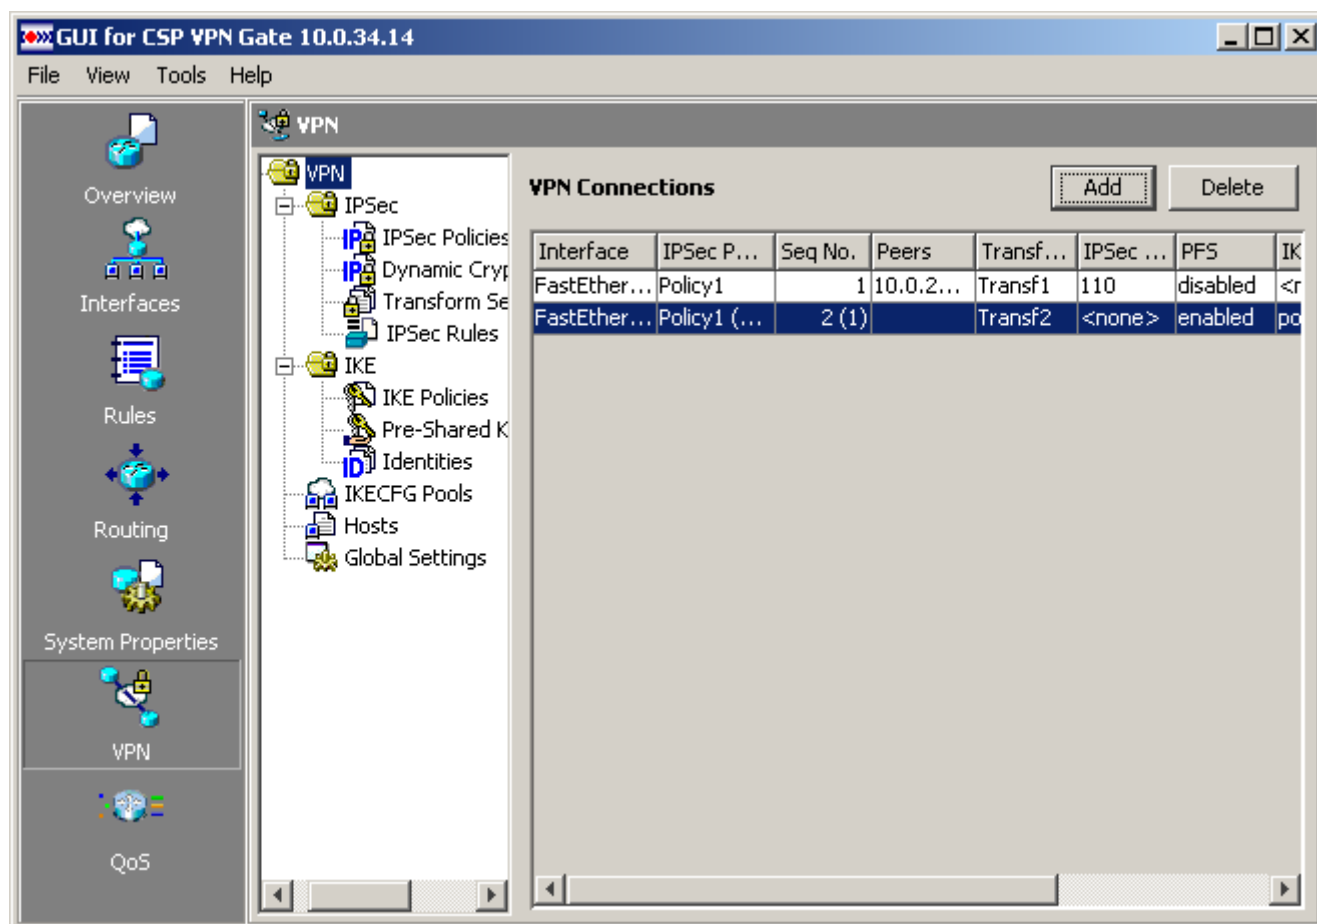 GUI for CSP VPN Gate 10.0.34.14
File View Tools Help
VPN
Overview
Interfaces
Rules
Routing
System Properties
VPN
QoS
VPN
IPSec
IPSec Policies
Dynamic Cryp
Transform Se
IPSec Rules
IKE
IKE Policies
Pre-Shared K
Identities
IKECFG Pools
Hosts
Global Settings
VPN Connections Add Delete
Interface IPSec P... Seq No. Peers Transf... IPSec ... PFS IK
FastEther... Policy1 1 10.0.2... Transf1 110 disabled <r
FastEther... Policy1 (... 2 (1) Transf2 <none> enabled po